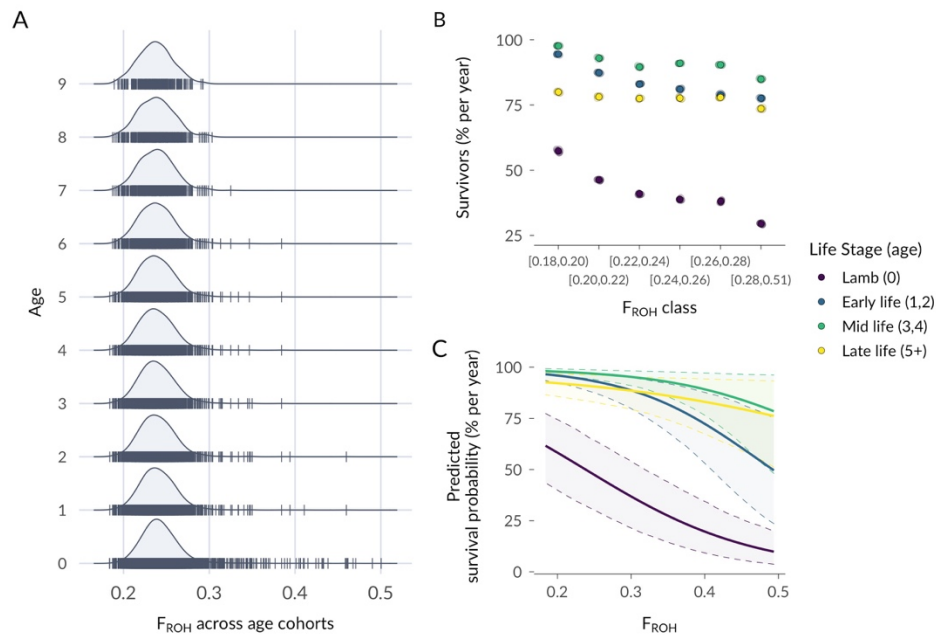 A
9
8
7
6
5
4
3
2
1
0
Age
0.2 0.3 0.4 0.5
F_ROH across age cohorts
B
100
75
50
25
Survivors (% per year)
[0.18,0.20) [0.22,0.24) [0.26,0.28)
[0.20,0.22) [0.24,0.26) [0.28,0.51)
F_ROH class
Life Stage (age)
Lamb (0)
Early life (1,2)
Mid life (3,4)
Late life (5+)
C
100
75
50
25
0
Predicted
survival probability (% per year)
0.2 0.3 0.4 0.5
F_ROH